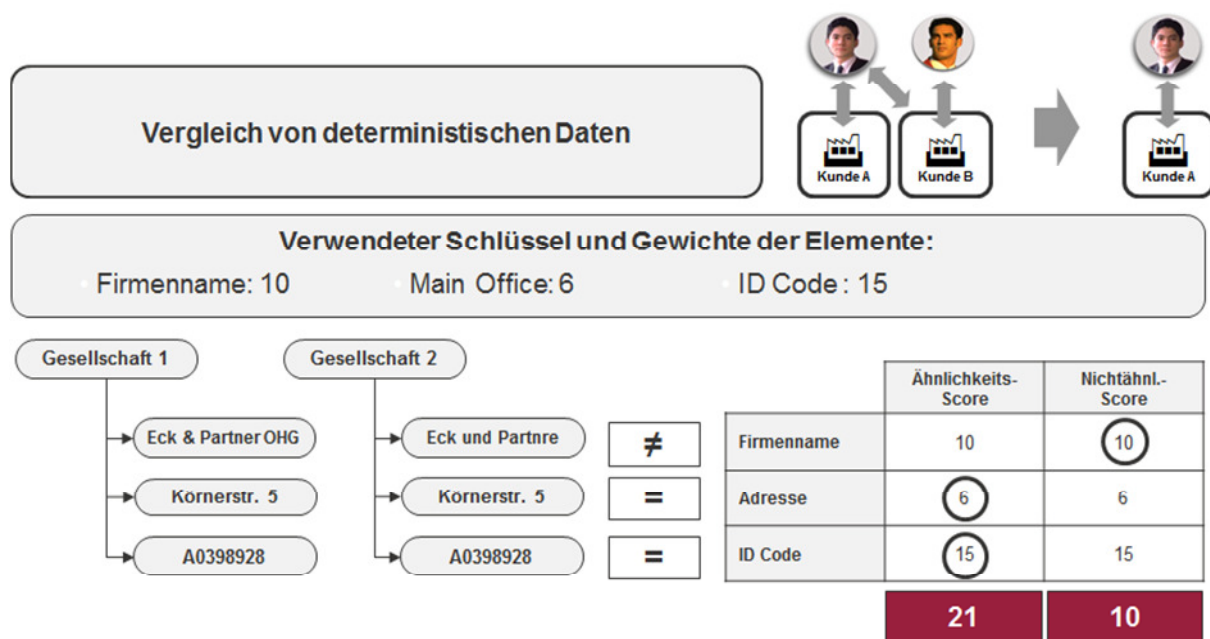 Vergleich von deterministischen Daten
Kunde A
Kunde B
Kunde A
Verwendeter Schlüssel und Gewichte der Elemente:
Firmenname: 10
Main Office: 6
ID Code : 15
Gesellschaft 1
Gesellschaft 2
Eck & Partner OHG
Eck und Partnre
≠
Kornerstr. 5
Kornerstr. 5
=
A0398928
A0398928
=
Ähnlichkeits-
Score
Nichtähnl.-
Score
Firmenname
10
10
Adresse
6
6
ID Code
15
15
21
10